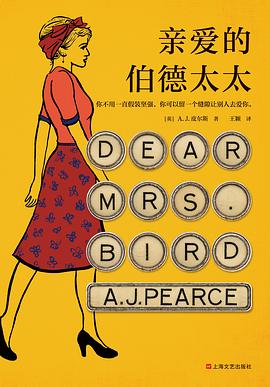 亲爱的
伯德太太
你不用一直假装坚强，你可以留一个缝隙让别人去爱你。
［英］A. J. 皮尔斯 著 王颖 译
DEAR
MRS.
BIRD
A.J.PEARCE
上海文艺出版社